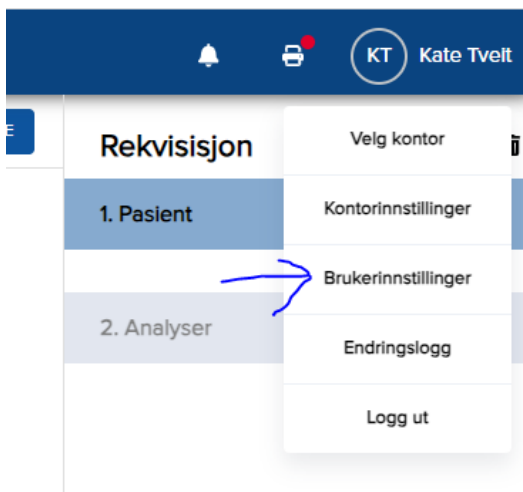 KT Kate Tveit
E
Rekvisisjon
1. Pasient
2. Analyser
Velg kontor
Kontorinnstillinger
Brukerinnstillinger
Endringslogg
Logg ut